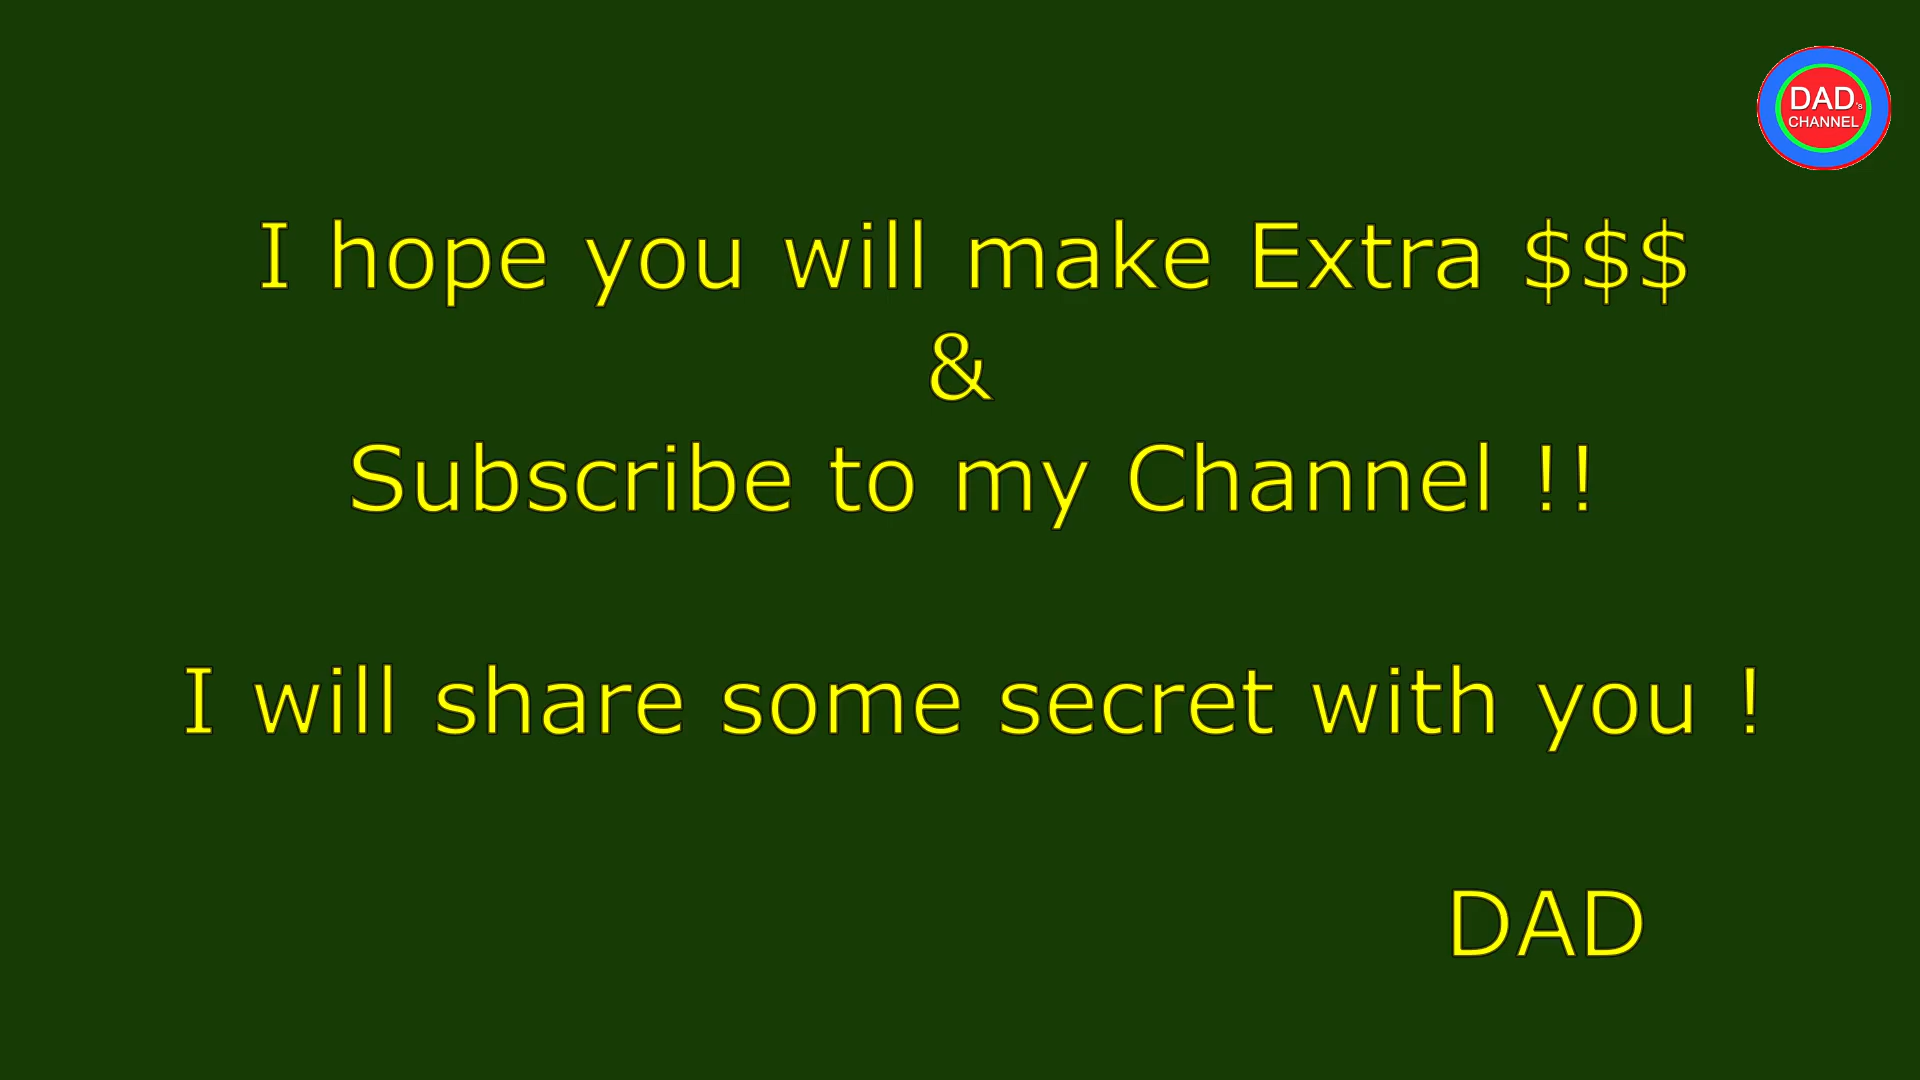 DAD's
CHANNEL
I hope you will make Extra $$$
&
Subscribe to my Channel !!
I will share some secret with you !
DAD